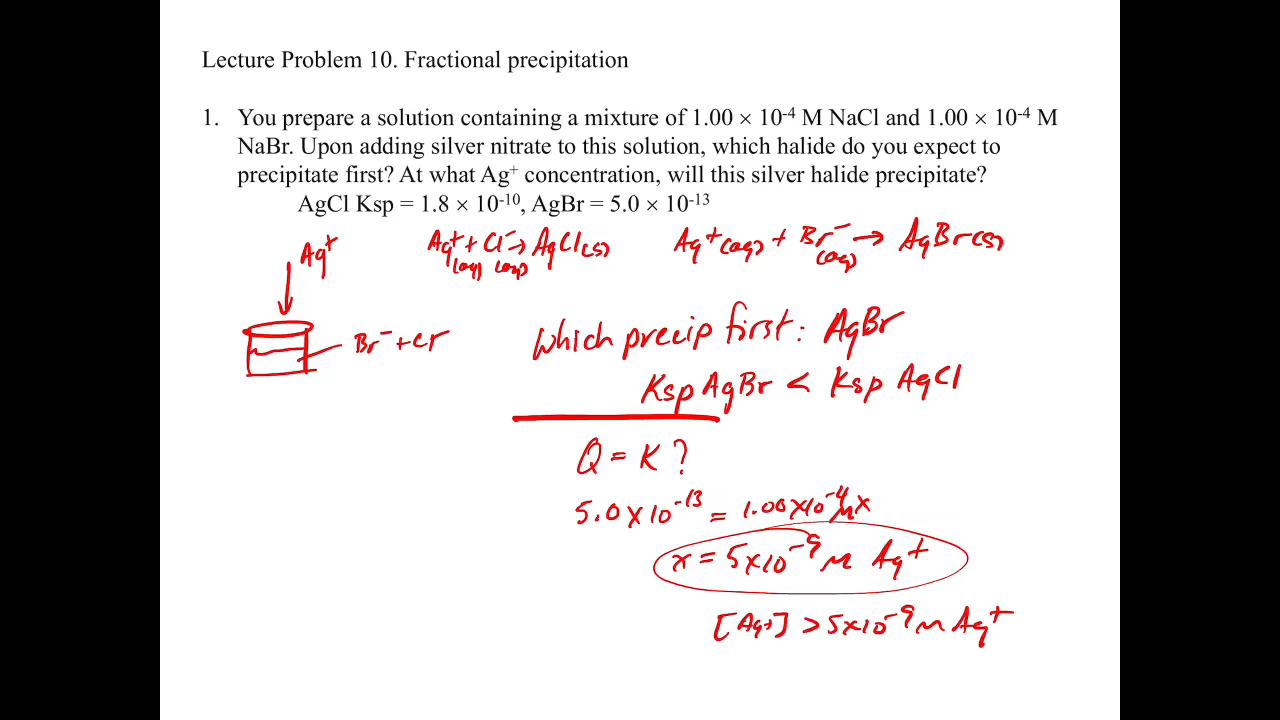 Lecture Problem 10. Fractional precipitation
1. You prepare a solution containing a mixture of 1.00 × 10⁻⁴ M NaCl and 1.00 × 10⁻⁴ M
NaBr. Upon adding silver nitrate to this solution, which halide do you expect to
precipitate first? At what Ag⁺ concentration, will this silver halide precipitate?
AgCl Ksp = 1.8 × 10⁻¹⁰, AgBr = 5.0 × 10⁻¹³
Ag⁺
Ag⁺ + Cl⁻ → AgCl(s)
(aq) (aq)
Ag⁺(aq) + Br⁻ → AgBr(s)
(aq)
Br⁻ + Cl⁻
Which precip first: AgBr
Ksp AgBr < Ksp AgCl
Q = K ?
5.0 × 10⁻¹³ = 1.00×10⁻⁴ M x
x = 5×10⁻⁹ M Ag⁺
[Ag⁺] > 5×10⁻⁹ M Ag⁺